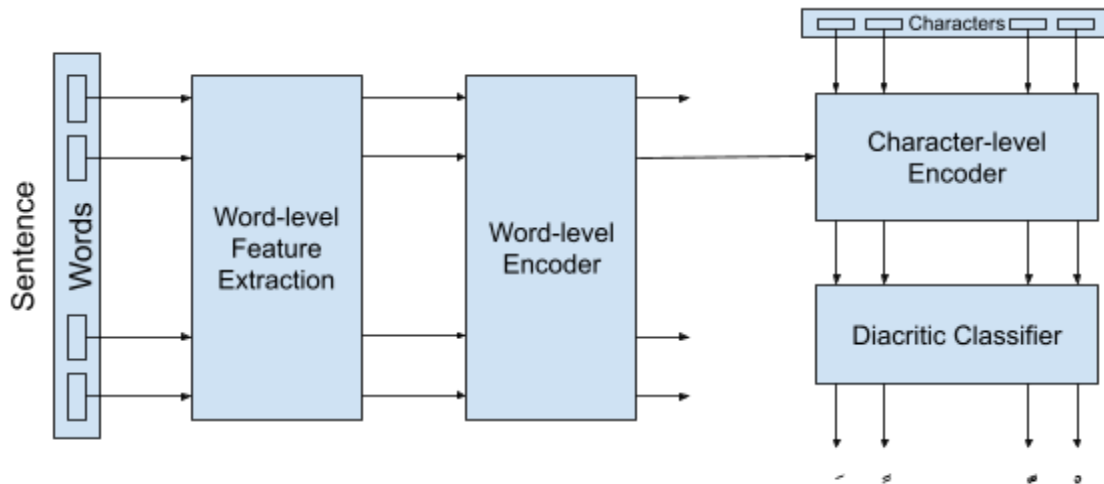 Sentence
Words
Word-level
Feature
Extraction
Word-level
Encoder
Characters
Character-level
Encoder
Diacritic Classifier